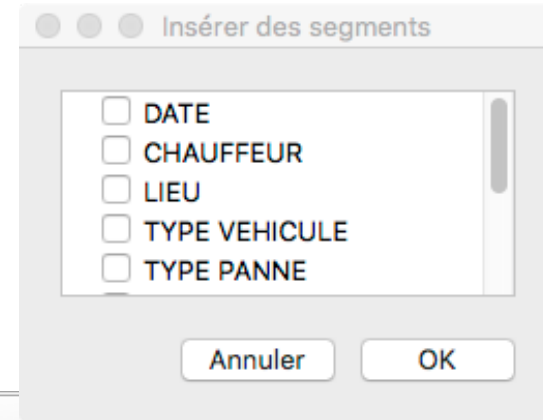 Insérer des segments
DATE
CHAUFFEUR
LIEU
TYPE VEHICULE
TYPE PANNE
Annuler OK